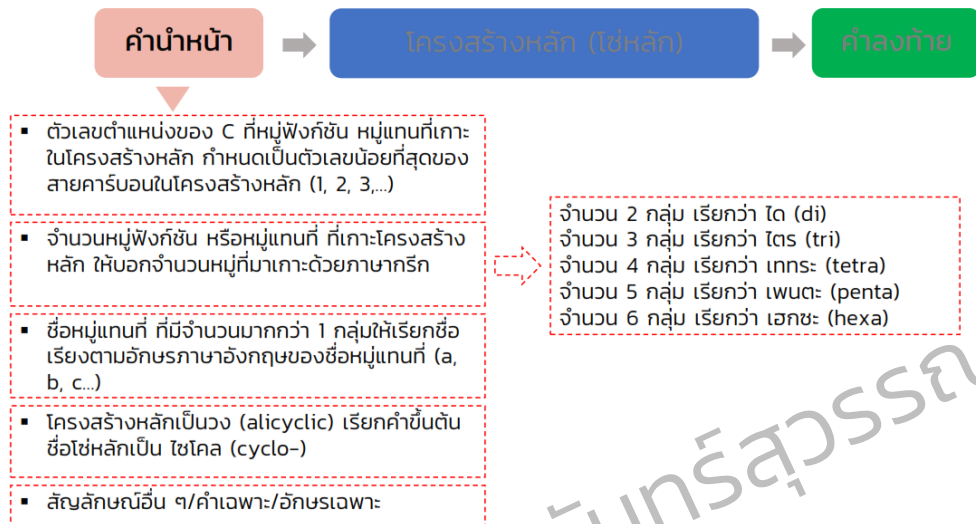 คำนำหน้า
โครงสร้างหลัก (โซ่หลัก)
คำลงท้าย
▪ ตัวเลขตำแหน่งของ C ที่หมู่ฟังก์ชัน หมู่แทนที่เกาะ
ในโครงสร้างหลัก กำหนดเป็นตัวเลขน้อยที่สุดของ
สายคาร์บอนในโครงสร้างหลัก (1, 2, 3,...)
▪ จำนวนหมู่ฟังก์ชัน หรือหมู่แทนที่ ที่เกาะโครงสร้าง
หลัก ให้บอกจำนวนหมู่ที่มาเกาะด้วยภาษากรีก
▪ ชื่อหมู่แทนที่ ที่มีจำนวนมากกว่า 1 กลุ่มให้เรียกชื่อ
เรียงตามอักษรภาษาอังกฤษของชื่อหมู่แทนที่ (a,
b, c...)
▪ โครงสร้างหลักเป็นวง (alicyclic) เรียกคำขึ้นต้น
ชื่อโซ่หลักเป็น ไซโคล (cyclo-)
▪ สัญลักษณ์อื่น ๆ/คำเฉพาะ/อักษรเฉพาะ
จำนวน 2 กลุ่ม เรียกว่า ได (di)
จำนวน 3 กลุ่ม เรียกว่า ไตร (tri)
จำนวน 4 กลุ่ม เรียกว่า เททระ (tetra)
จำนวน 5 กลุ่ม เรียกว่า เพนตะ (penta)
จำนวน 6 กลุ่ม เรียกว่า เฮกซะ (hexa)